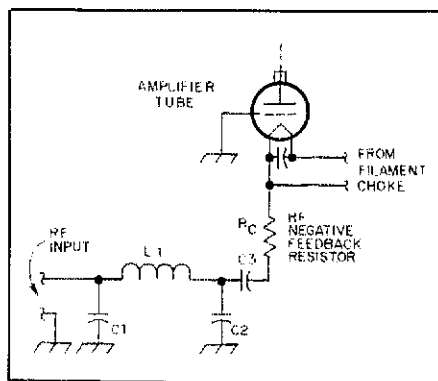 AMPLIFIER
TUBE
FROM
FILAMENT
CHOKE
RF
INPUT
L1
RC
RF
NEGATIVE
FEEDBACK
RESISTOR
C3
C1
C2